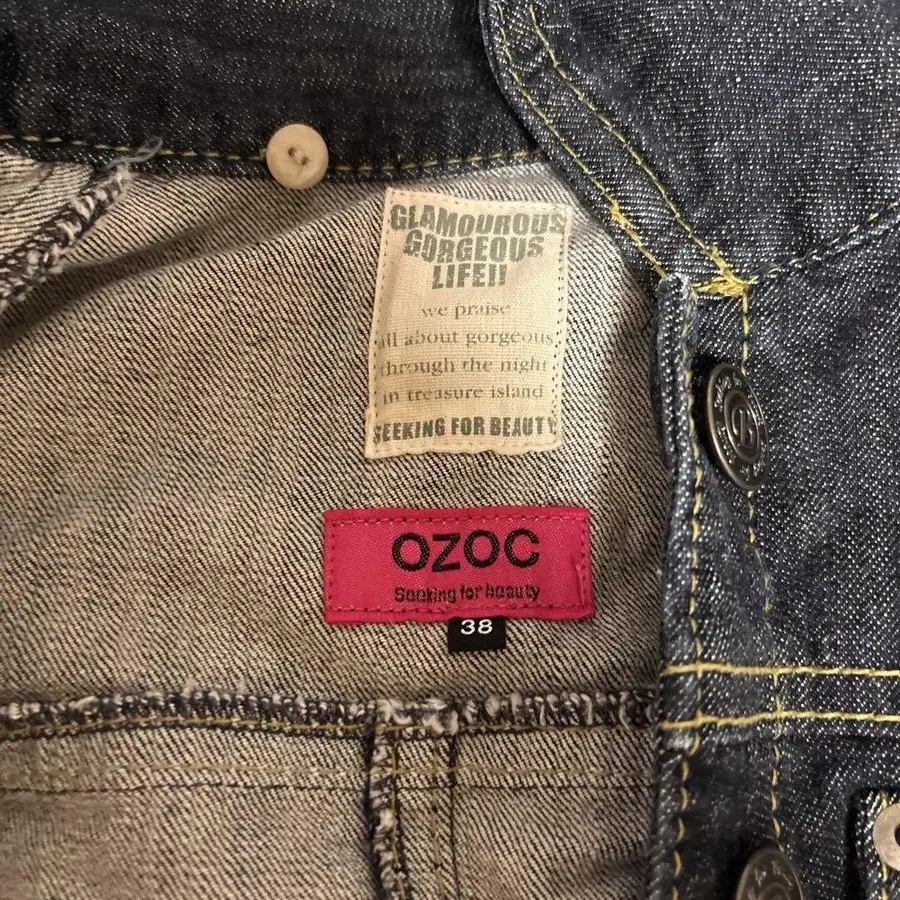 GLAMOUROUS
GORGEOUS
LIFE!!
we praise
all about gorgeous
through the night
in treasure island
SEEKING FOR BEAUTY
OZOC
Seeking for beauty
38